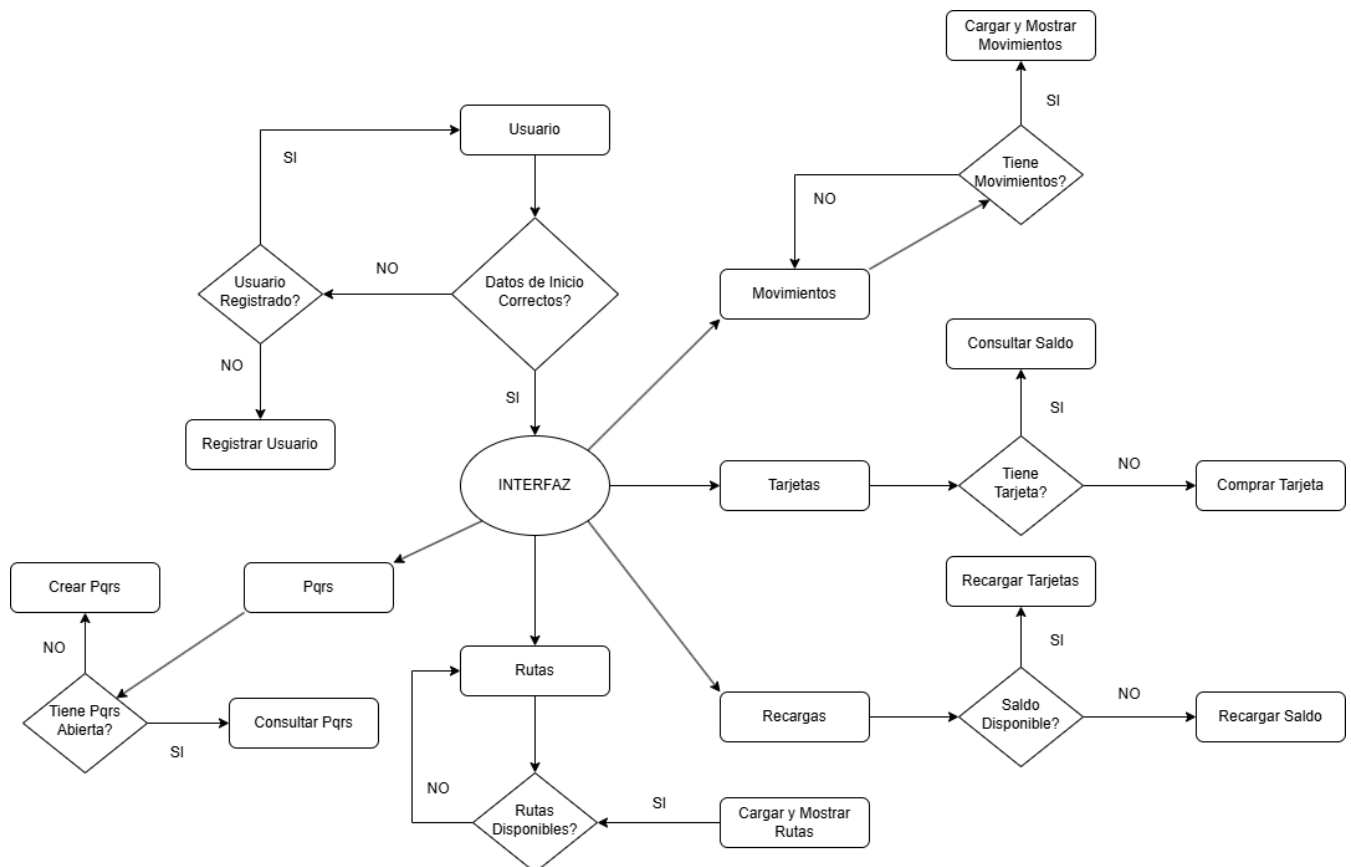 Cargar y Mostrar
Movimientos
SI
Usuario
SI
Tiene
Movimientos?
NO
NO
Usuario
Registrado?
Datos de Inicio
Correctos?
Movimientos
Consultar Saldo
NO
SI
SI
Registrar Usuario
INTERFAZ
Tarjetas
Tiene
Tarjeta?
NO
Comprar Tarjeta
Crear Pqrs
Pqrs
Recargar Tarjetas
NO
SI
Rutas
Tiene Pqrs
Abierta?
Consultar Pqrs
SI
Recargas
Saldo
Disponible?
NO
Recargar Saldo
NO
Rutas
Disponibles?
SI
Cargar y Mostrar
Rutas